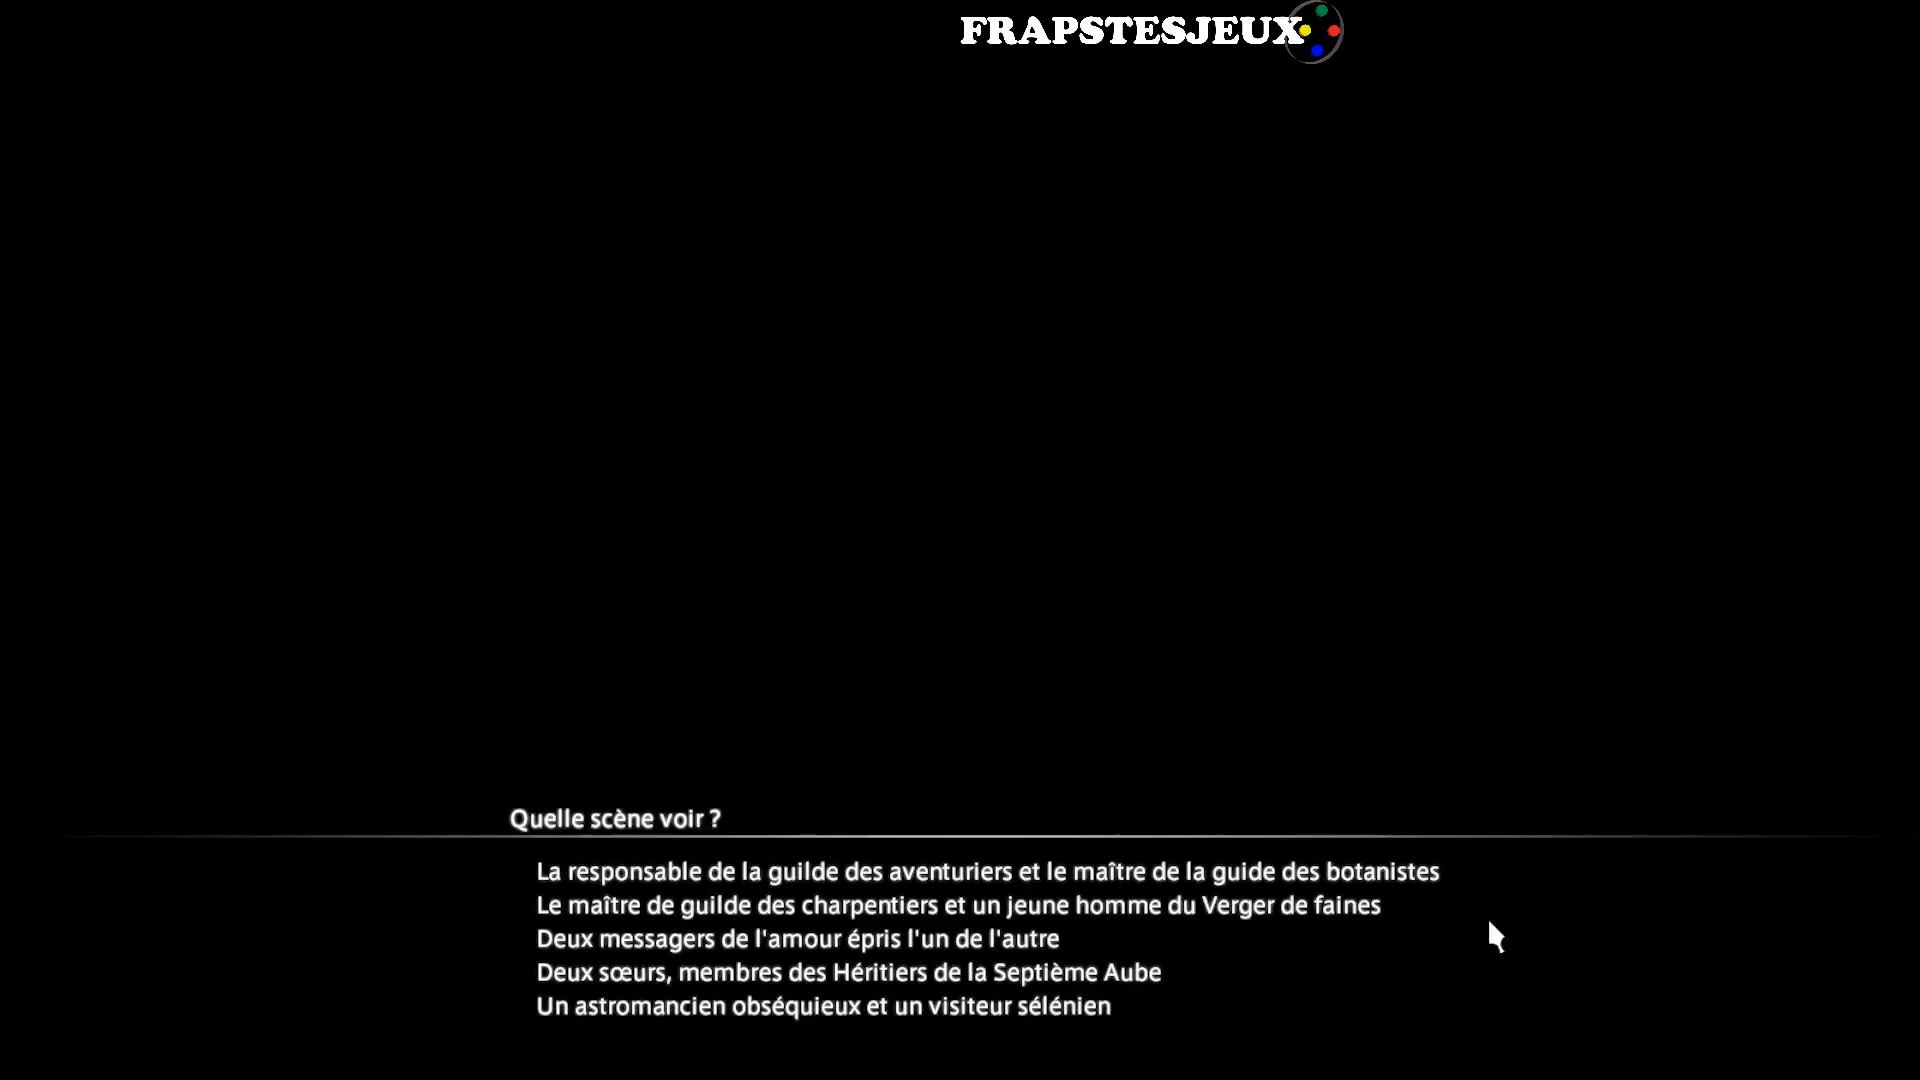 FRAPSTESJEUX
Quelle scène voir ?
La responsable de la guilde des aventuriers et le maître de la guide des botanistes
Le maître de guilde des charpentiers et un jeune homme du Verger de faines
Deux messagers de l'amour épris l'un de l'autre
Deux sœurs, membres des Héritiers de la Septième Aube
Un astromancien obséquieux et un visiteur sélénien